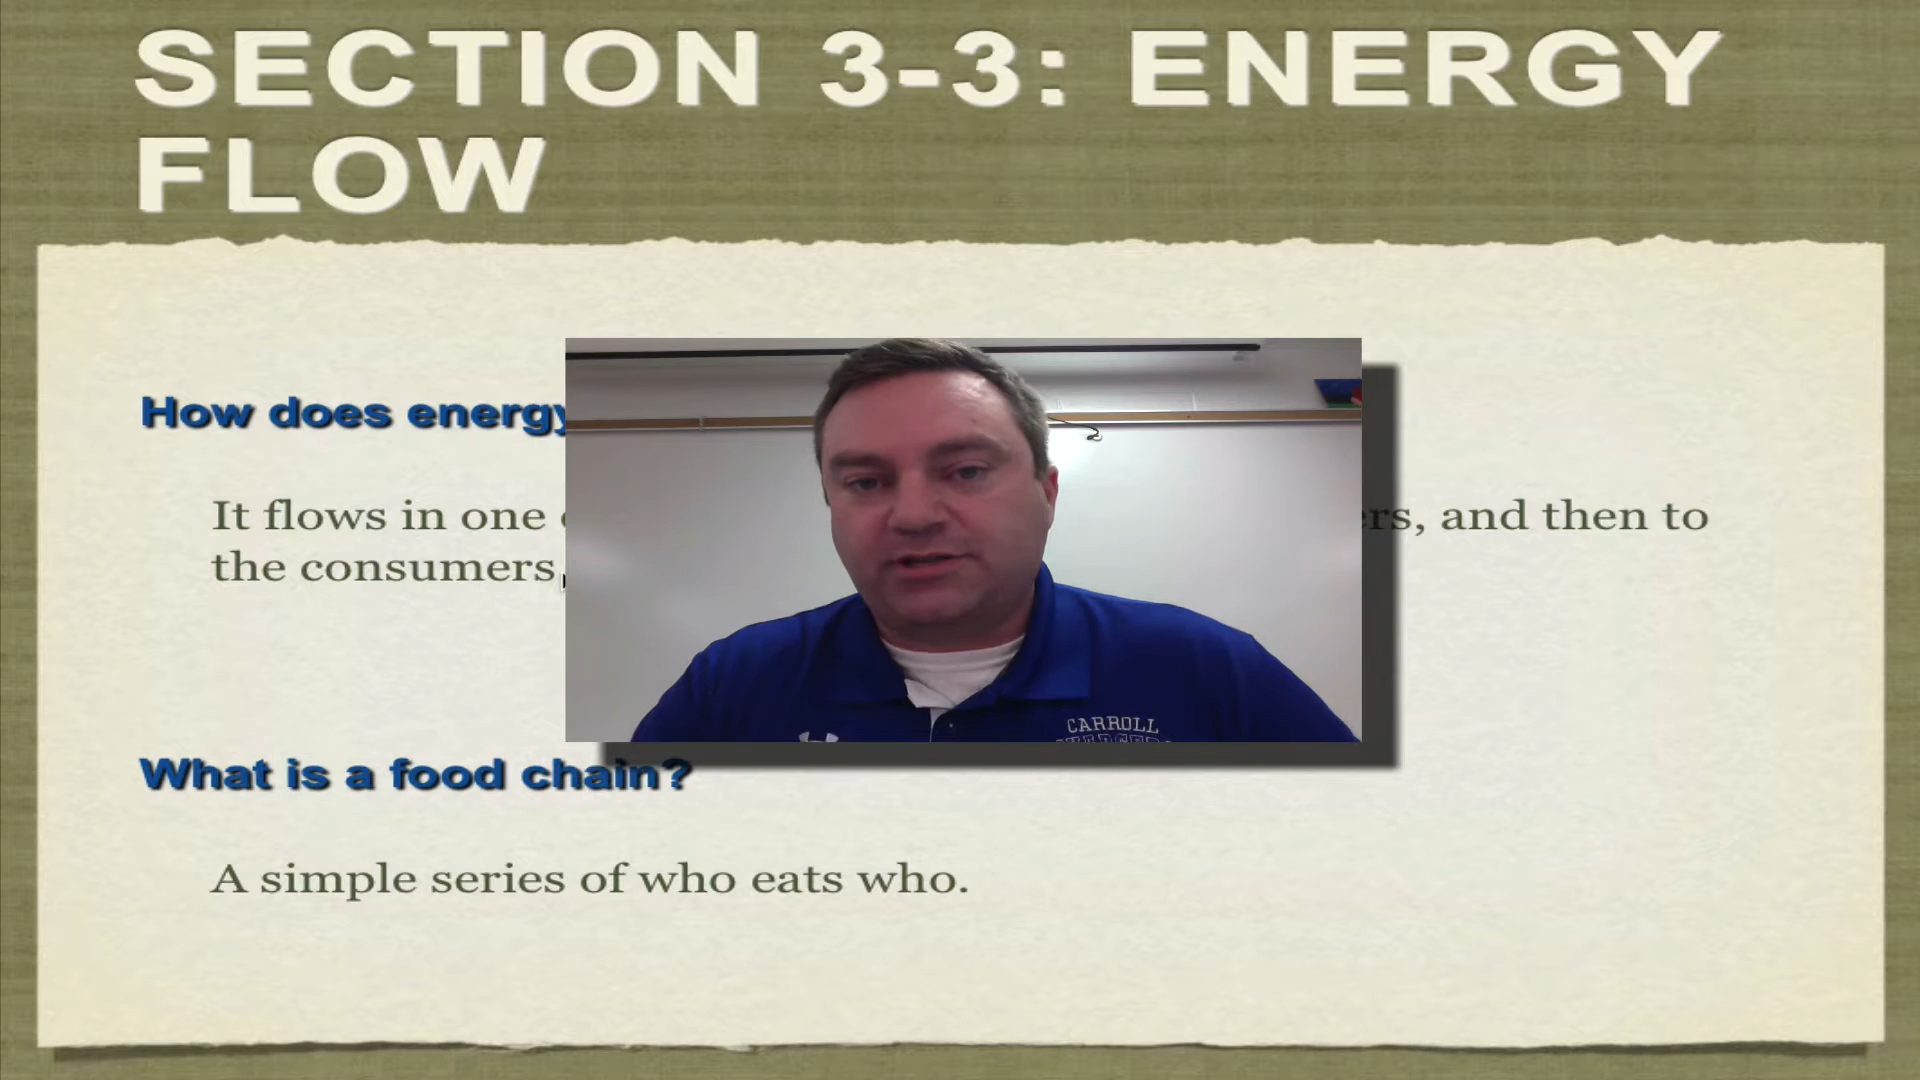 SECTION 3-3: ENERGY
FLOW
How does energy
It flows in one
and then to
the consumers
What is a food chain?
A simple series of who eats who.
CARROLL